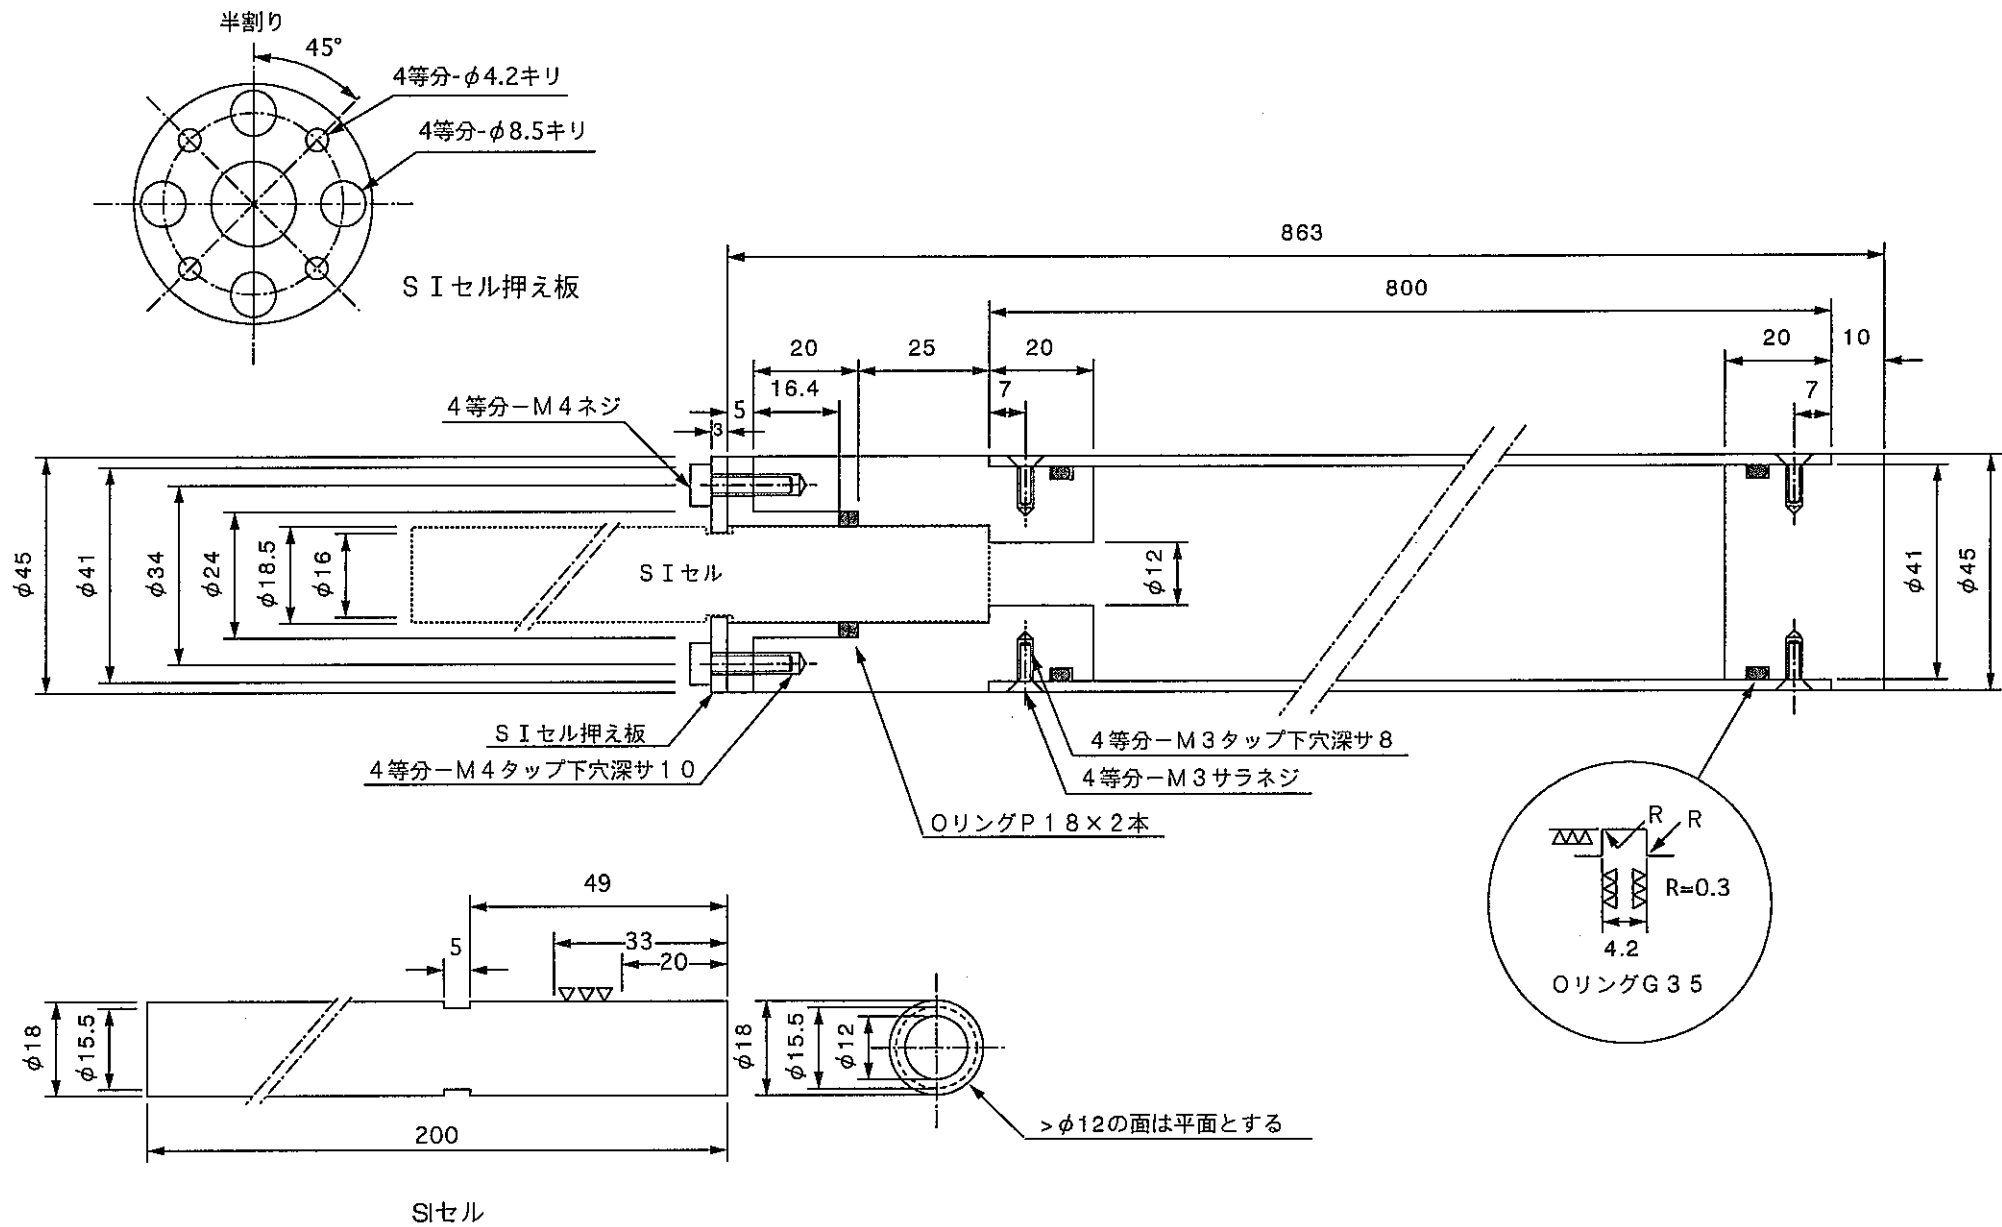 半割り
45°
4等分-φ4.2キリ
4等分-φ8.5キリ
SIセル押え板
863
800
20
25
20
20
10
16.4
7
7
5
3
4等分-M4ネジ
φ45
φ41
φ34
φ24
φ18.5
φ16
SIセル
φ12
φ41
φ45
SIセル押え板
4等分-M4タップ下穴深サ10
4等分-M3タップ下穴深サ8
4等分-M3サラネジ
OリングP18×2本
R
R
R=0.3
4.2
OリングG35
49
5
33
20
φ18
φ15.5
φ18
φ15.5
φ12
200
>φ12の面は平面とする
SIセル